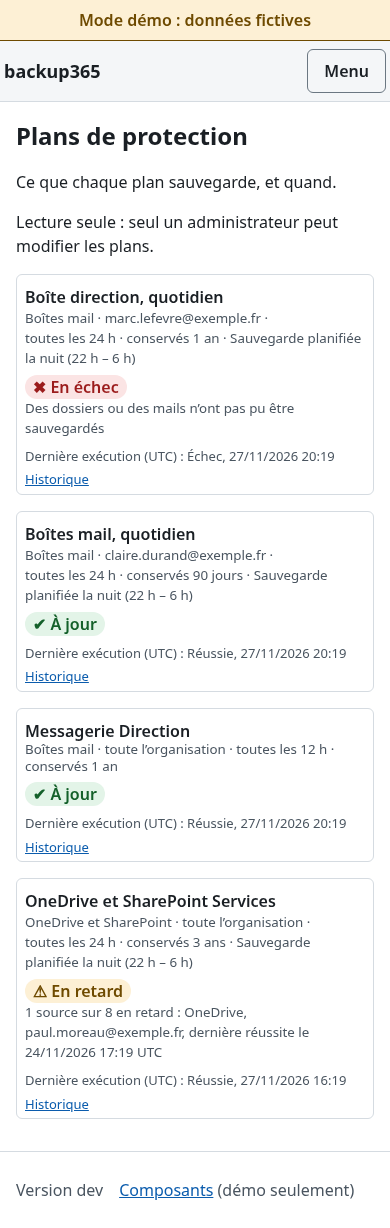 Mode démo : données fictives
backup365
Menu
Plans de protection
Ce que chaque plan sauvegarde, et quand.
Lecture seule : seul un administrateur peut
modifier les plans.
Boîte direction, quotidien
Boîtes mail · marc.lefevre@exemple.fr ·
toutes les 24 h · conservés 1 an · Sauvegarde planifiée
la nuit (22 h – 6 h)
✖ En échec
Des dossiers ou des mails n’ont pas pu être
sauvegardés
Dernière exécution (UTC) : Échec, 27/11/2026 20:19
Historique
Boîtes mail, quotidien
Boîtes mail · claire.durand@exemple.fr ·
toutes les 24 h · conservés 90 jours · Sauvegarde
planifiée la nuit (22 h – 6 h)
✔ À jour
Dernière exécution (UTC) : Réussie, 27/11/2026 20:19
Historique
Messagerie Direction
Boîtes mail · toute l’organisation · toutes les 12 h ·
conservés 1 an
✔ À jour
Dernière exécution (UTC) : Réussie, 27/11/2026 20:19
Historique
OneDrive et SharePoint Services
OneDrive et SharePoint · toute l’organisation ·
toutes les 24 h · conservés 3 ans · Sauvegarde
planifiée la nuit (22 h – 6 h)
⚠ En retard
1 source sur 8 en retard : OneDrive,
paul.moreau@exemple.fr, dernière réussite le
24/11/2026 17:19 UTC
Dernière exécution (UTC) : Réussie, 27/11/2026 16:19
Historique
Version dev Composants (démo seulement)